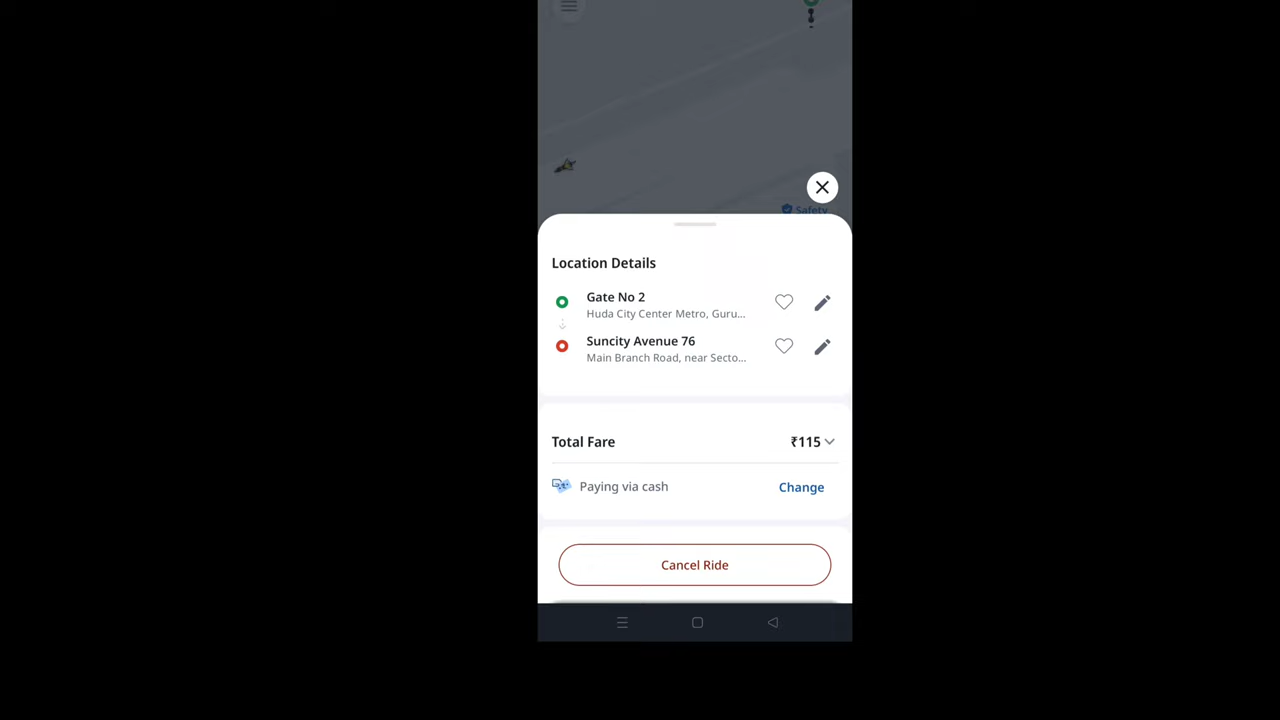 Safety
Location Details
Gate No 2
Huda City Center Metro, Guru...
Suncity Avenue 76
Main Branch Road, near Secto...
Total Fare
₹115
Paying via cash
Change
Cancel Ride